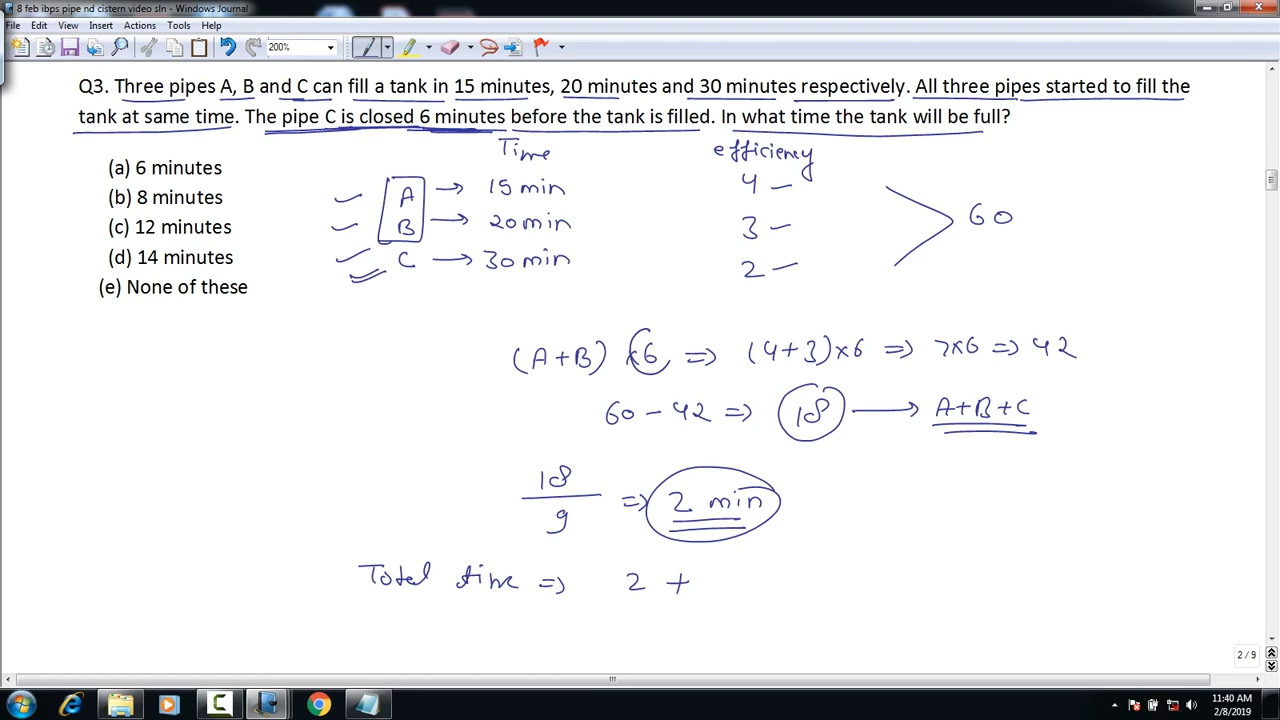 8 feb ibps pipe nd cistern video sln - Windows Journal
File Edit View Insert Actions Tools Help
200%
Q3. Three pipes A, B and C can fill a tank in 15 minutes, 20 minutes and 30 minutes respectively. All three pipes started to fill the
tank at same time. The pipe C is closed 6 minutes before the tank is filled. In what time the tank will be full?
Time efficiency
(a) 6 minutes
(b) 8 minutes
(c) 12 minutes
(d) 14 minutes
(e) None of these
A → 15 min 4 –
B → 20 min 3 – 60
C → 30 min 2 –
(A+B) x6 => (4+3)x6 => 7x6 => 42
60 - 42 => 18 → A+B+C
18
9 => 2 min
Total time => 2 +
2 / 9
11:40 AM
2/8/2019